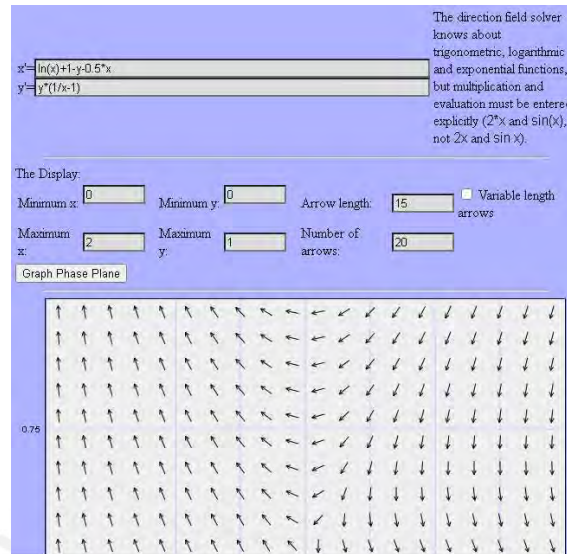 The direction field solver
knows about
trigonometric, logarithmic
and exponential functions,
but multiplication and
evaluation must be entered
explicitly (2*x and sin(x),
not 2x and sin x).
x'= ln(x)+1-y-0.5*x
y'= y*(1/x-1)
The Display:
Minimum x: 0 Minimum y: 0 Arrow length: 15 Variable length arrows
Maximum x: 2 Maximum y: 1 Number of arrows: 20
Graph Phase Plane
0.75